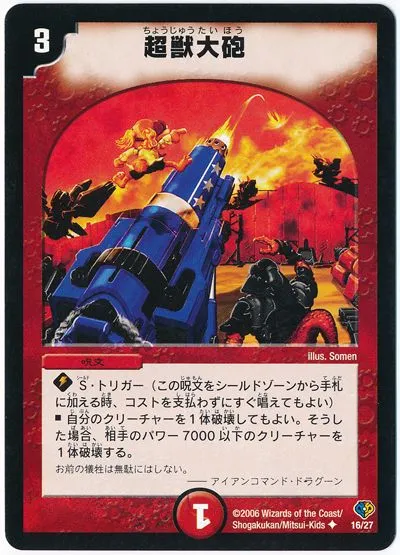 3
ちょうじゅうたいほう
超獣大砲
illus. Somen
呪文
S・トリガー（この呪文をシールドゾーンから手札
に加える時、コストを支払わずにすぐ唱えてもよい）
■ 自分のクリーチャーを１体破壊してもよい。そうし
た場合、相手のパワー7000以下のクリーチャーを
１体破壊する。
お前の犠牲は無駄にはしない。
―― アイアンコマンド・ドラグーン
1
©2006 Wizards of the Coast/
Shogakukan/Mitsui-Kids
16/27